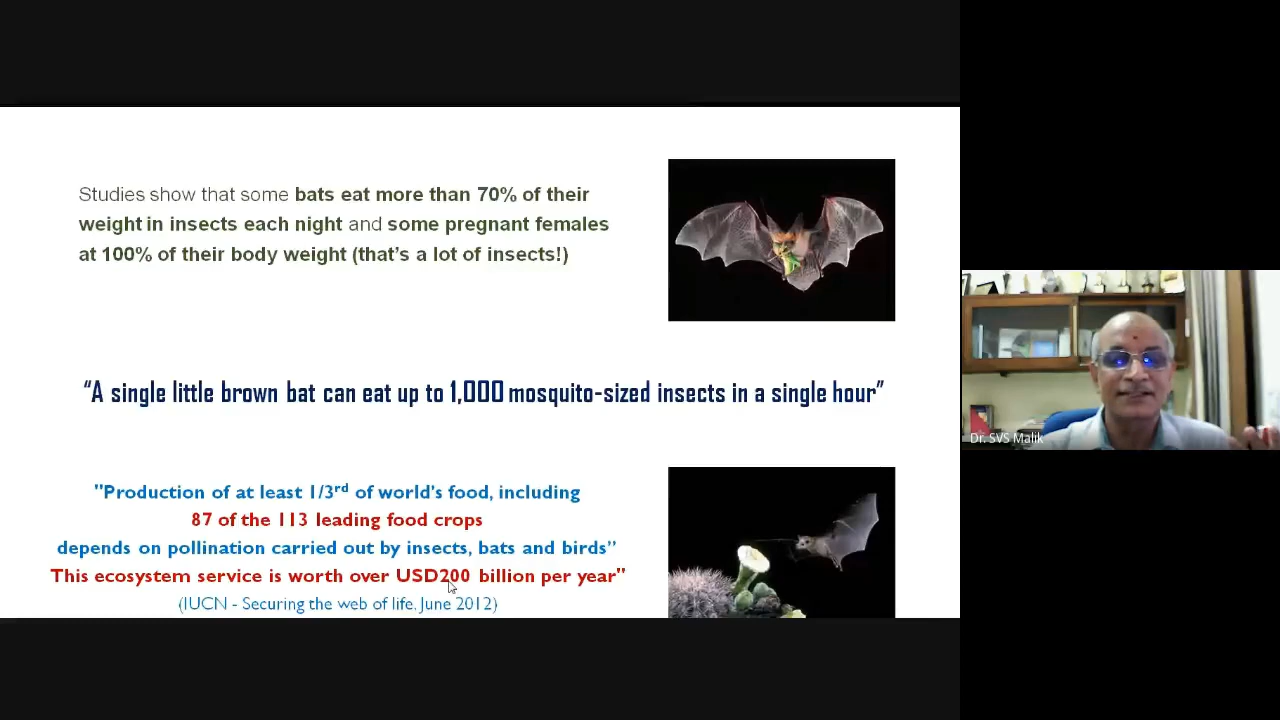 Studies show that some bats eat more than 70% of their
weight in insects each night and some pregnant females
at 100% of their body weight (that’s a lot of insects!)
“A single little brown bat can eat up to 1,000 mosquito-sized insects in a single hour”
"Production of at least 1/3rd of world's food, including
87 of the 113 leading food crops
depends on pollination carried out by insects, bats and birds”
This ecosystem service is worth over USD200 billion per year"
(IUCN - Securing the web of life. June 2012)
Dr. SVS Malik